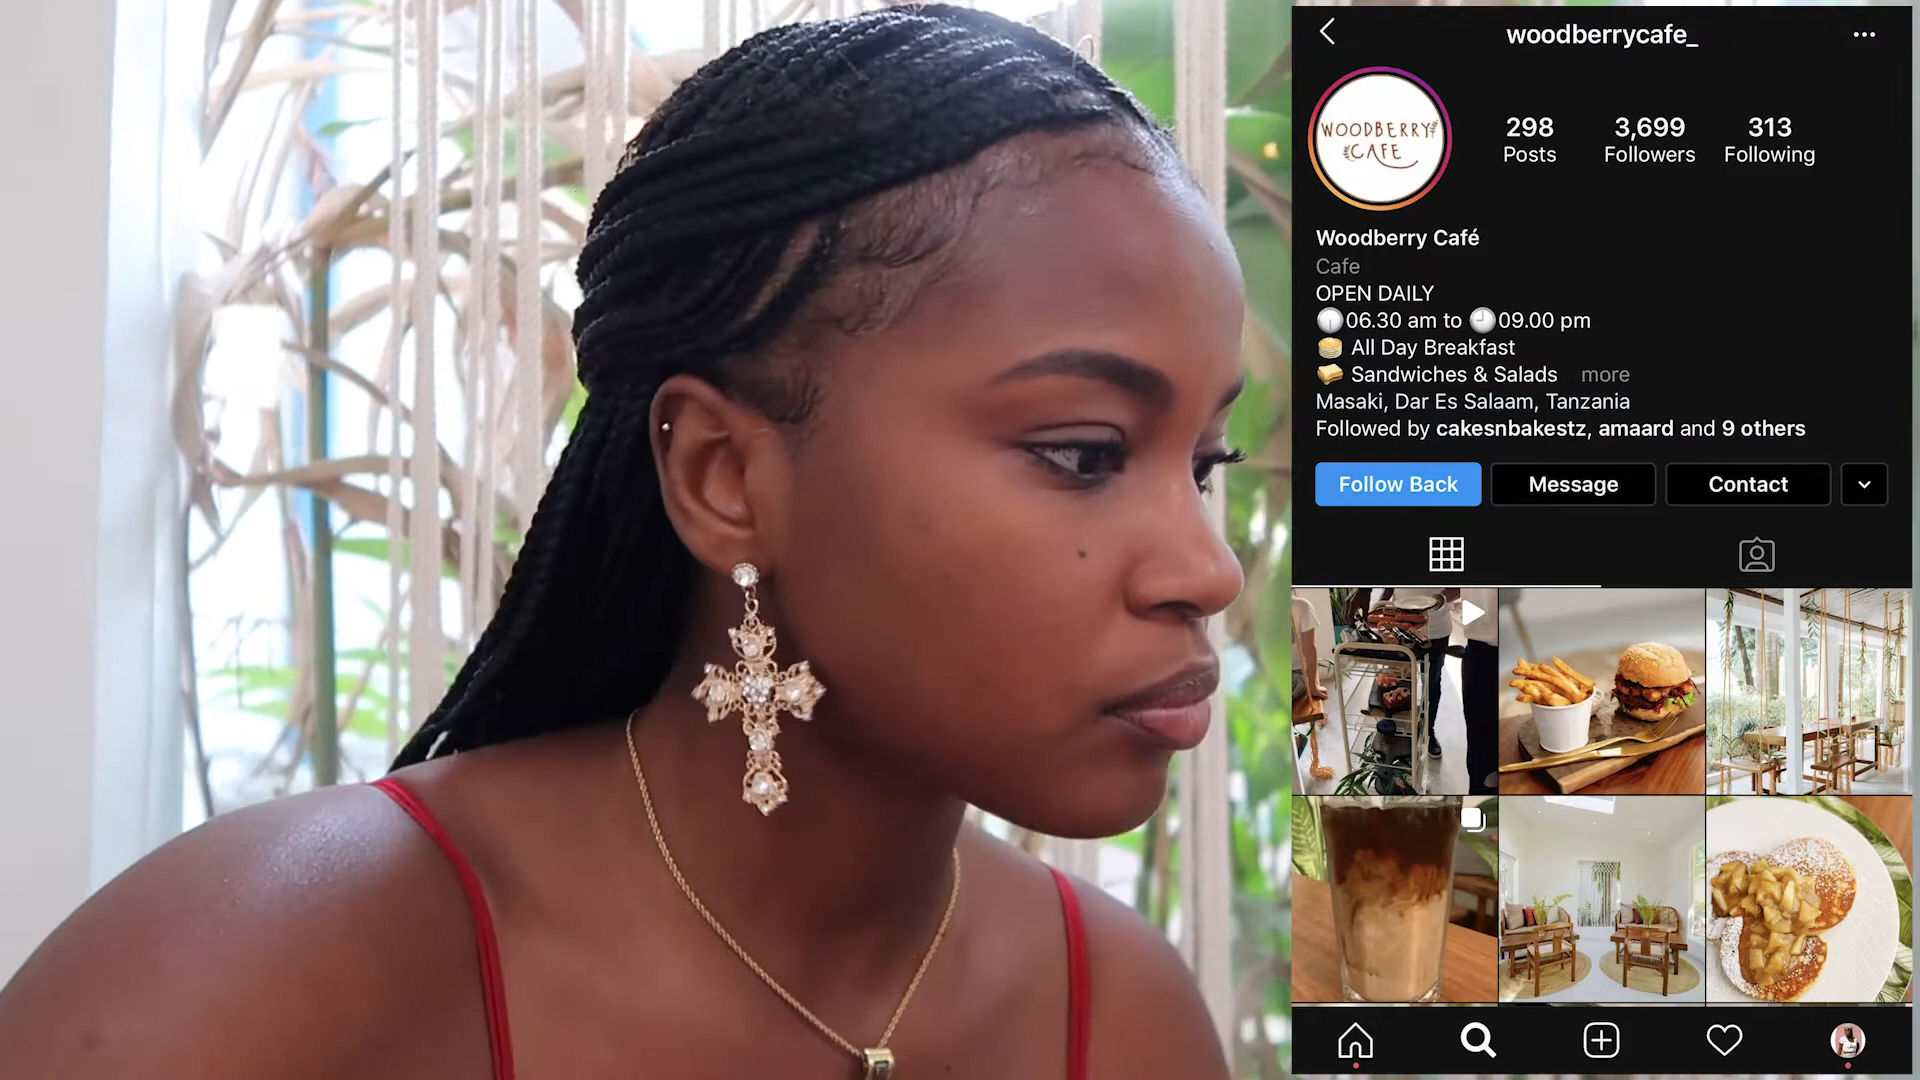 woodberrycafe_
WOODBERRY
CAFE
298
Posts
3,699
Followers
313
Following
Woodberry Café
Cafe
OPEN DAILY
🕡06.30 am to 🕘09.00 pm
🥞 All Day Breakfast
🥪 Sandwiches & Salads more
Masaki, Dar Es Salaam, Tanzania
Followed by cakesnbakestz, amaard and 9 others
Follow Back
Message
Contact